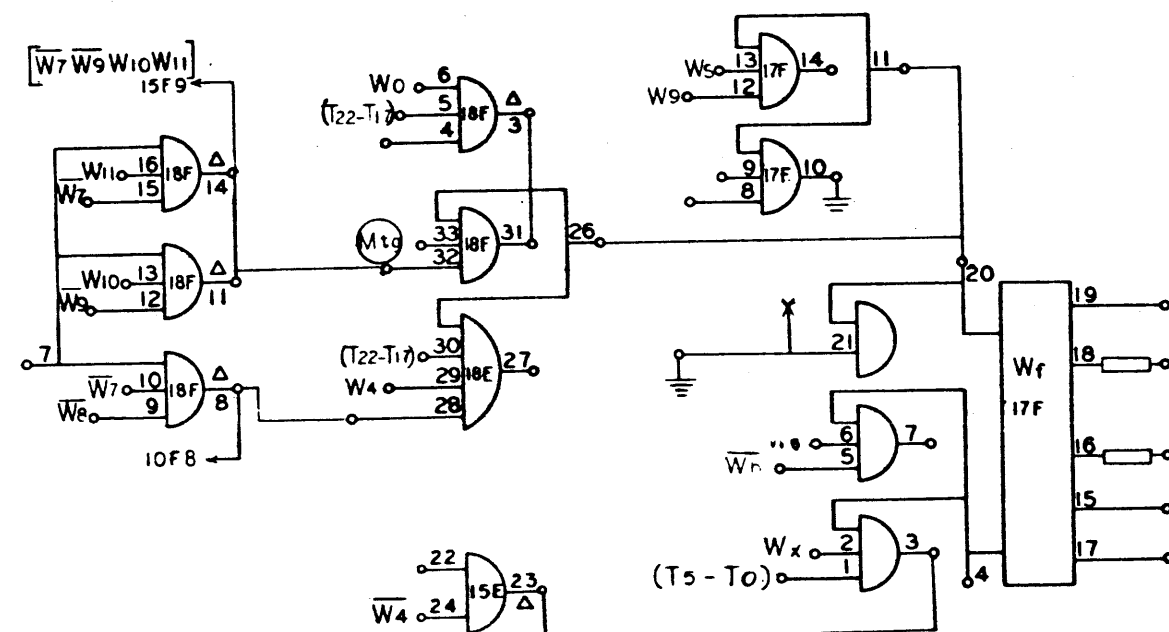 [W̅7̅ W̅9̅ W10 W11]
15F9
W11 16 18F Δ
W̅7̅ 15 14
W10 13 18F Δ
W̅9̅ 12 11
7
W̅7̅ 10 18F Δ
W̅8̅ 9 8
10F8
W0 6
(T22-T17) 5 18F Δ
4 3
Mtg 33 18F 31 26
32
(T22-T17) 30
W4 29 18E 27
28
22
15E 23
W̅4̅ 24 Δ
W5 13 17F 14 11
W9 12
9 17F 10
8
20
21
6 7
W̅n̅ 5
Wx 2 3
(T5-T0) 1
4
Wf
17F
19
18
16
15
17